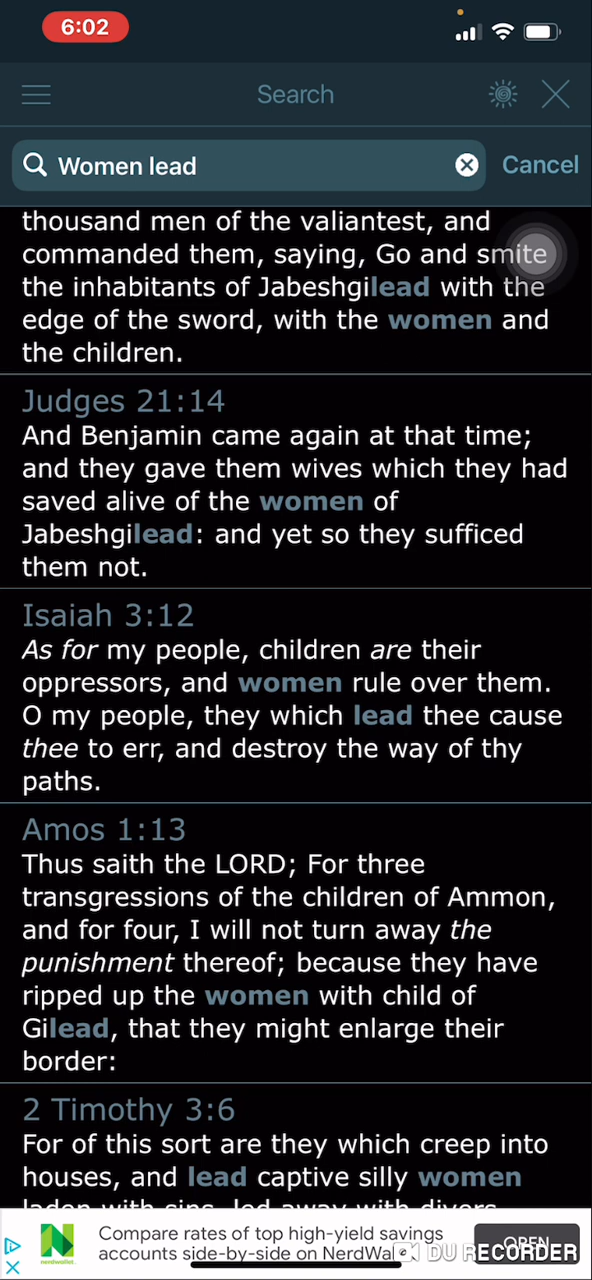 6:02
Search
Women lead
Cancel
thousand men of the valiantest, and
commanded them, saying, Go and smite
the inhabitants of Jabeshgilead with the
edge of the sword, with the women and
the children.
Judges 21:14
And Benjamin came again at that time;
and they gave them wives which they had
saved alive of the women of
Jabeshgilead: and yet so they sufficed
them not.
Isaiah 3:12
As for my people, children are their
oppressors, and women rule over them.
O my people, they which lead thee cause
thee to err, and destroy the way of thy
paths.
Amos 1:13
Thus saith the LORD; For three
transgressions of the children of Ammon,
and for four, I will not turn away the
punishment thereof; because they have
ripped up the women with child of
Gilead, that they might enlarge their
border:
2 Timothy 3:6
For of this sort are they which creep into
houses, and lead captive silly women
laden with sins, led away with divers
nerdwallet
Compare rates of top high-yield savings
accounts side-by-side on NerdWal
OPEN
DU RECORDER